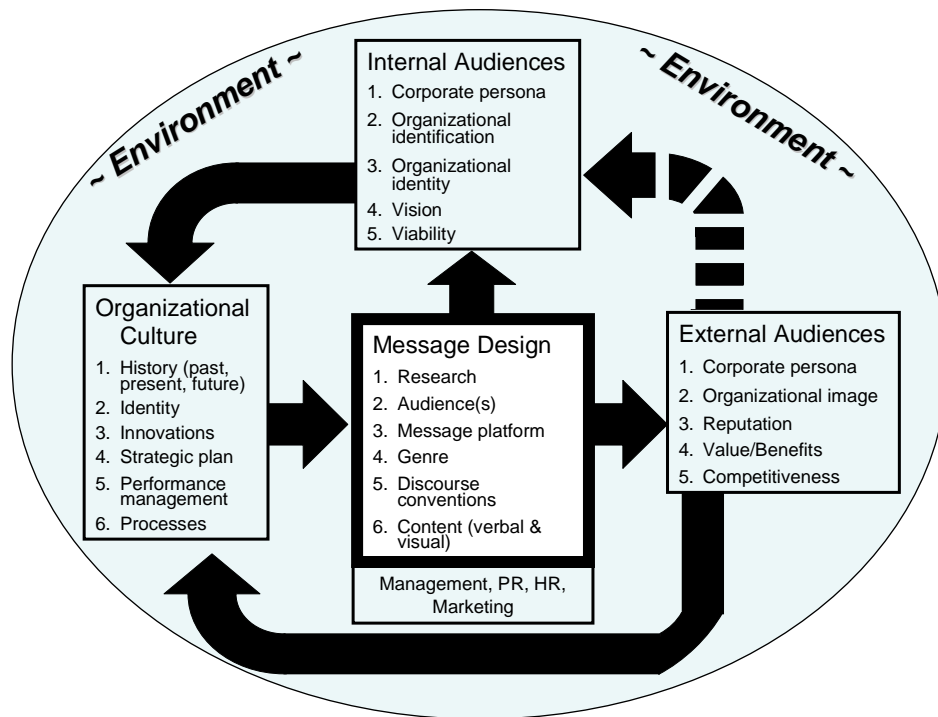 ~ Environment ~
~ Environment ~
Internal Audiences
1. Corporate persona
2. Organizational
identification
3. Organizational
identity
4. Vision
5. Viability
Organizational
Culture
1. History (past,
present, future)
2. Identity
3. Innovations
4. Strategic plan
5. Performance
management
6. Processes
Message Design
1. Research
2. Audience(s)
3. Message platform
4. Genre
5. Discourse
conventions
6. Content (verbal &
visual)
Management, PR, HR,
Marketing
External Audiences
1. Corporate persona
2. Organizational image
3. Reputation
4. Value/Benefits
5. Competitiveness